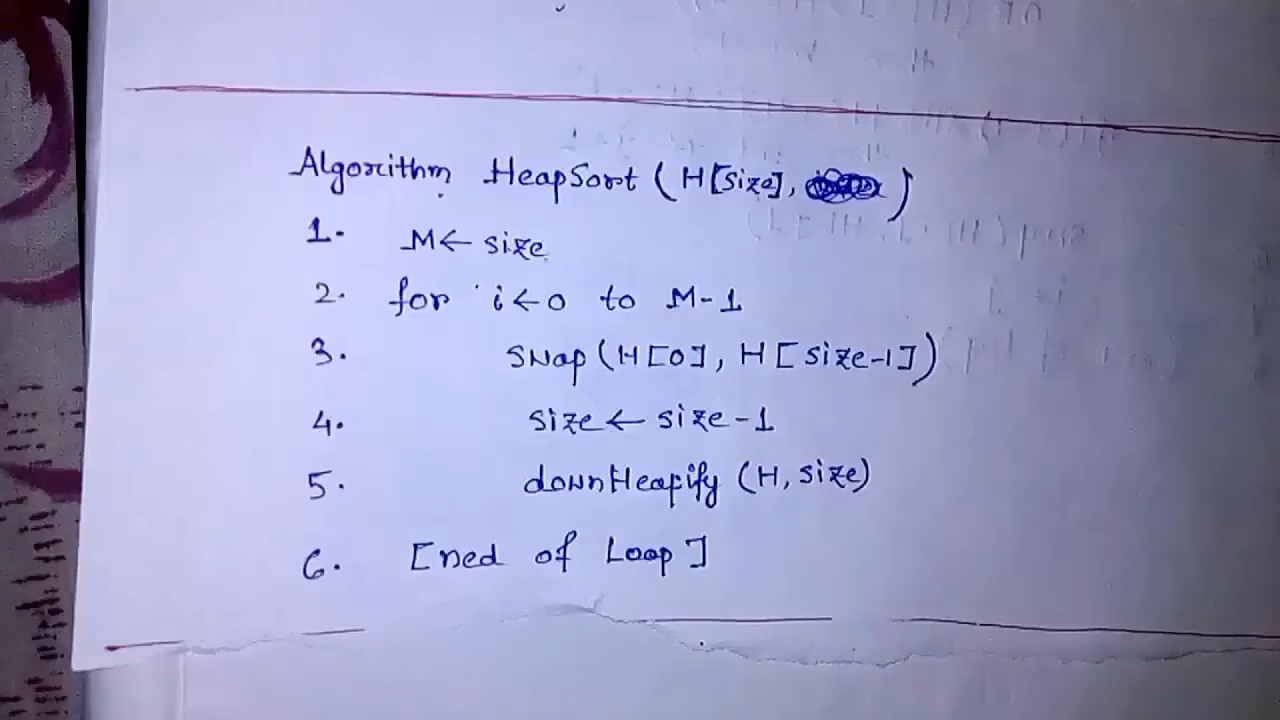 Algorithm HeapSort (H[Size], )
1. M← size
2. for i←0 to M-1
3. swap (H[0], H[size-1])
4. size← size-1
5. downHeapify (H, size)
6. [ned of Loop]